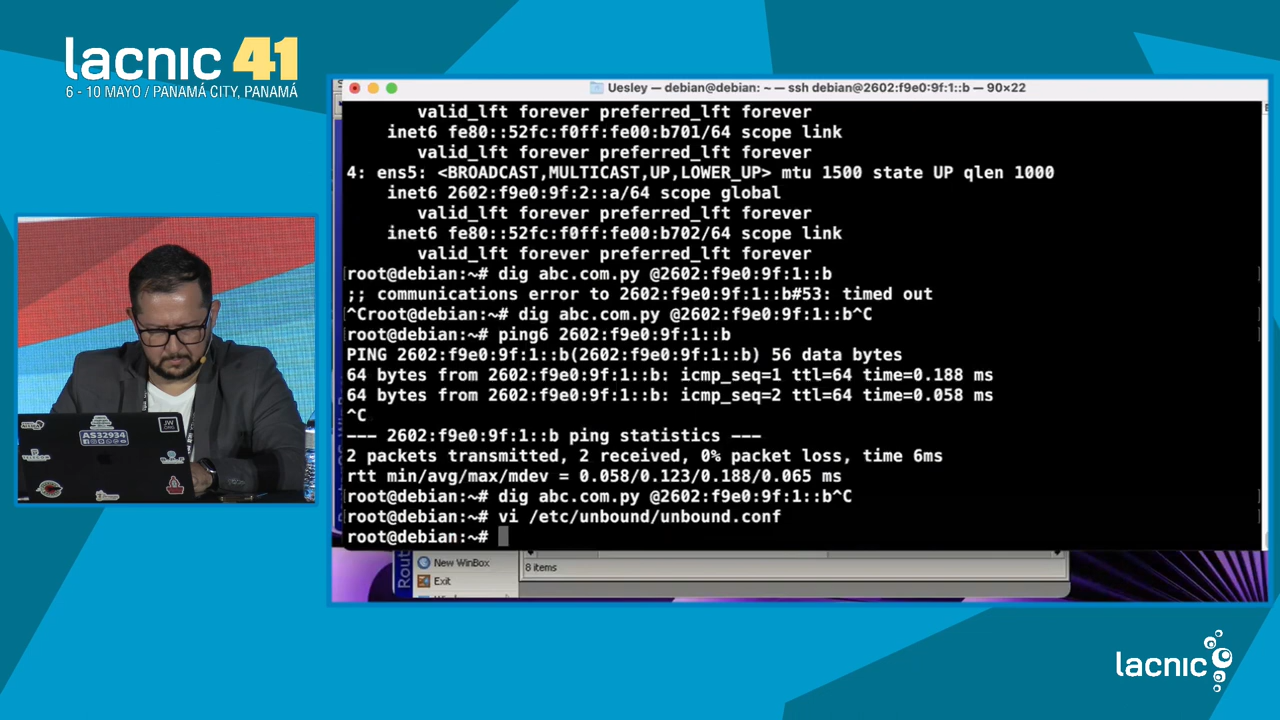 lacnic 41
6 - 10 MAYO / PANAMÁ CITY, PANAMÁ
Uesley — debian@debian: ~ — ssh debian@2602:f9e0:9f:1::b — 90×22
valid_lft forever preferred_lft forever
inet6 fe80::52fc:f0ff:fe00:b701/64 scope link
valid_lft forever preferred_lft forever
4: ens5: <BROADCAST,MULTICAST,UP,LOWER_UP> mtu 1500 state UP qlen 1000
inet6 2602:f9e0:9f:2::a/64 scope global
valid_lft forever preferred_lft forever
inet6 fe80::52fc:f0ff:fe00:b702/64 scope link
valid_lft forever preferred_lft forever
root@debian:~# dig abc.com.py @2602:f9e0:9f:1::b
;; communications error to 2602:f9e0:9f:1::b#53: timed out
^Croot@debian:~# dig abc.com.py @2602:f9e0:9f:1::b^C
root@debian:~# ping6 2602:f9e0:9f:1::b
PING 2602:f9e0:9f:1::b(2602:f9e0:9f:1::b) 56 data bytes
64 bytes from 2602:f9e0:9f:1::b: icmp_seq=1 ttl=64 time=0.188 ms
64 bytes from 2602:f9e0:9f:1::b: icmp_seq=2 ttl=64 time=0.058 ms
^C
--- 2602:f9e0:9f:1::b ping statistics ---
2 packets transmitted, 2 received, 0% packet loss, time 6ms
rtt min/avg/max/mdev = 0.058/0.123/0.188/0.065 ms
root@debian:~# dig abc.com.py @2602:f9e0:9f:1::b^C
root@debian:~# vi /etc/unbound/unbound.conf
root@debian:~#
New WinBox
Exit
8 items
Rout
AS32934
JW
lacnic